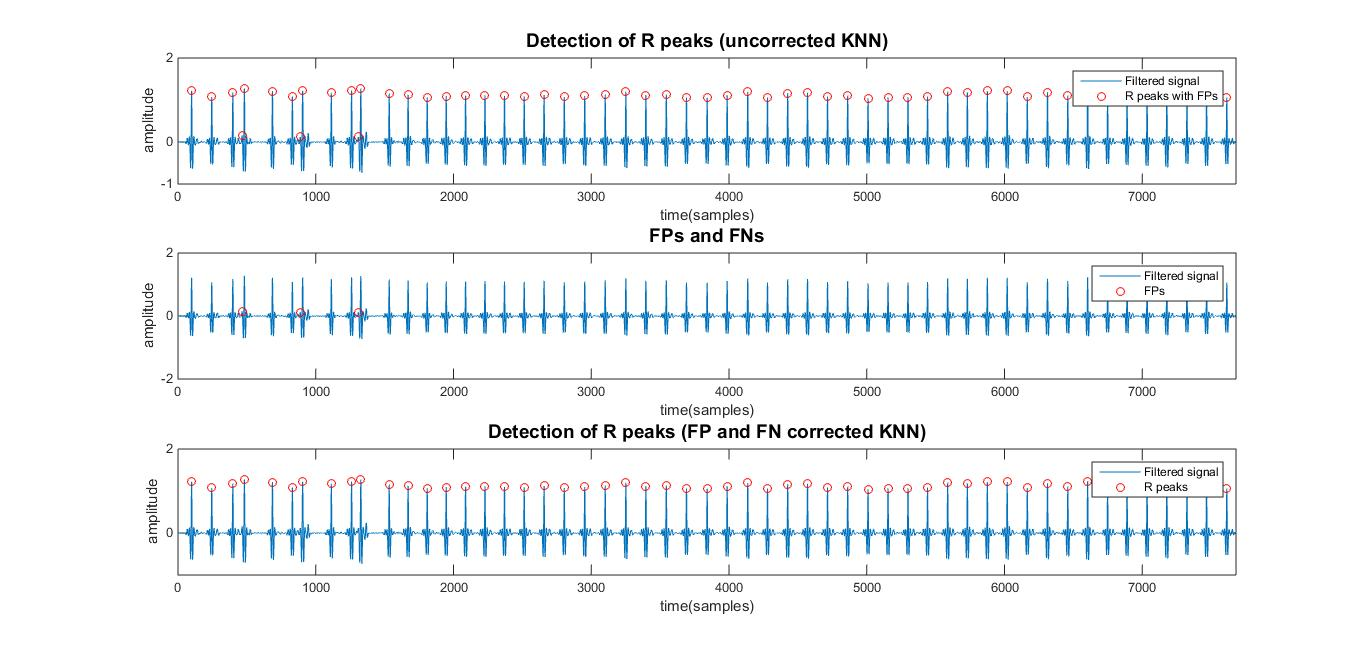 Detection of R peaks (uncorrected KNN)
2
Filtered signal
R peaks with FPs
amplitude
0
-1
0 1000 2000 3000 4000 5000 6000 7000
time(samples)
FPs and FNs
2
Filtered signal
FPs
amplitude
0
-2
0 1000 2000 3000 4000 5000 6000 7000
time(samples)
Detection of R peaks (FP and FN corrected KNN)
2
Filtered signal
R peaks
amplitude
0
0 1000 2000 3000 4000 5000 6000 7000
time(samples)